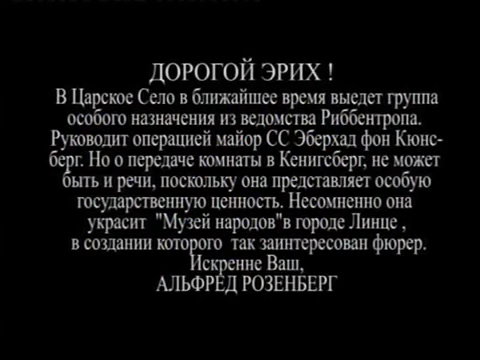 ДОРОГОЙ ЭРИХ !
В Царское Село в ближайшее время выедет группа
особого назначения из ведомства Риббентропа.
Руководит операцией майор СС Эберхад фон Кюнс-
берг. Но о передаче комнаты в Кенигсберг, не может
быть и речи, поскольку она представляет особую
государственную ценность. Несомненно она
украсит "Музей народов"в городе Линце ,
в создании которого так заинтересован фюрер.
Искренне Ваш,
АЛЬФРЕД РОЗЕНБЕРГ